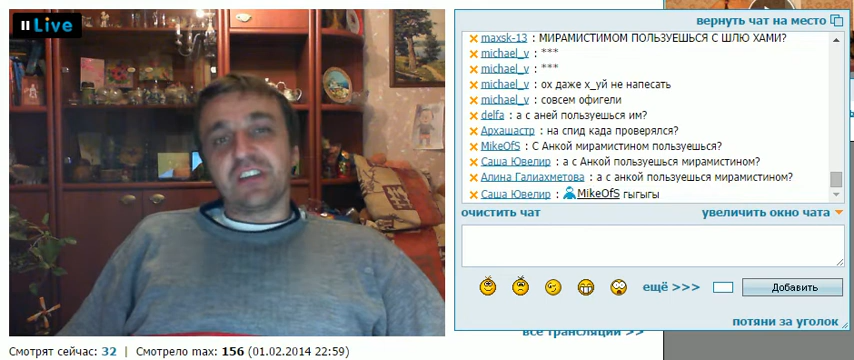 Live
вернуть чат на место
maxsk-13 : МИРАМИСТИМОМ ПОЛЬЗУЕШЬСЯ С ШЛЮ ХАМИ?
michael_v : ***
michael_v : ***
michael_v : ох даже х_уй не напесать
michael_v : совсем офигели
delfa : а с аней пользуешься им?
Архашастр : на спид када проверялся?
MikeOfS : С Анкой мирамистином пользуешься?
Саша Ювелир : а с Анкой пользуешься мирамистином?
Алина Галиахметова : а с анкой пользуешься мирамистином?
Саша Ювелир : MikeOfS гыгыгы
очистить чат увеличить окно чата
ещё >>> Добавить
потяни за уголок
все трансляции >>
Смотрят сейчас: 32 | Смотрело max: 156 (01.02.2014 22:59)